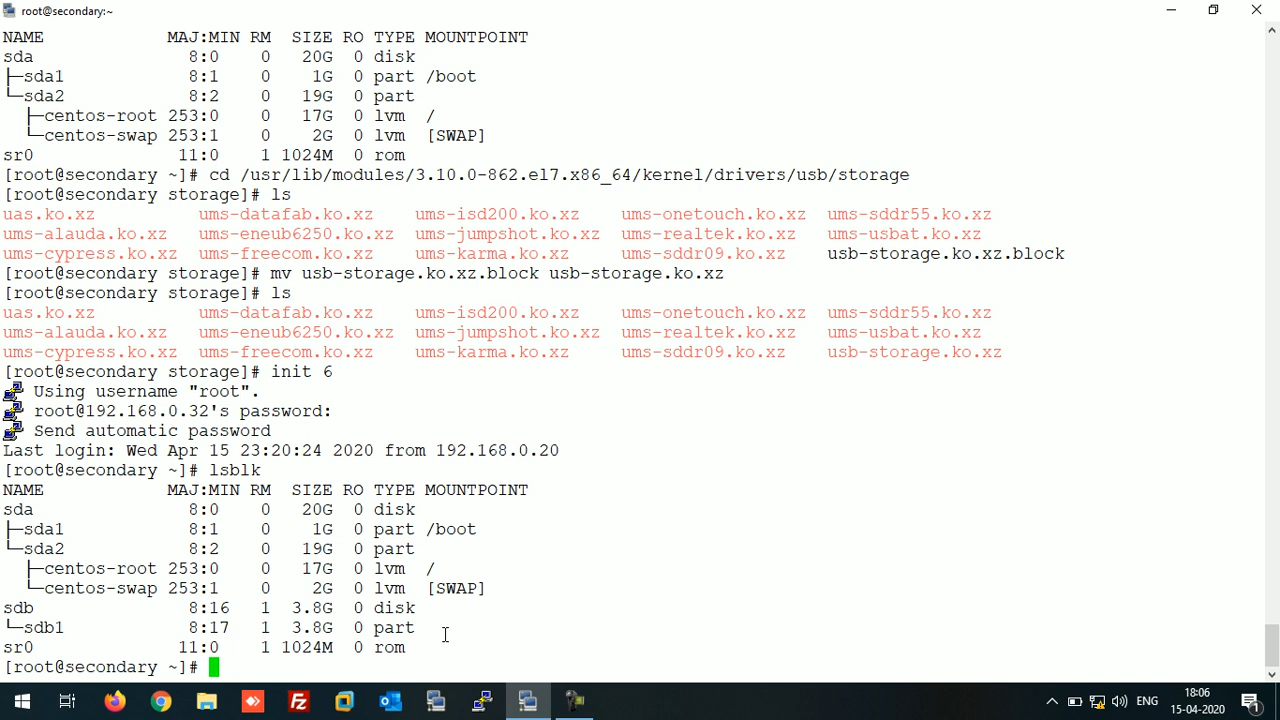 root@secondary:~
NAME MAJ:MIN RM SIZE RO TYPE MOUNTPOINT
sda 8:0 0 20G 0 disk
├─sda1 8:1 0 1G 0 part /boot
└─sda2 8:2 0 19G 0 part
├─centos-root 253:0 0 17G 0 lvm /
└─centos-swap 253:1 0 2G 0 lvm [SWAP]
sr0 11:0 1 1024M 0 rom
[root@secondary ~]# cd /usr/lib/modules/3.10.0-862.el7.x86_64/kernel/drivers/usb/storage
[root@secondary storage]# ls
uas.ko.xz ums-datafab.ko.xz ums-isd200.ko.xz ums-onetouch.ko.xz ums-sddr55.ko.xz
ums-alauda.ko.xz ums-eneub6250.ko.xz ums-jumpshot.ko.xz ums-realtek.ko.xz ums-usbat.ko.xz
ums-cypress.ko.xz ums-freecom.ko.xz ums-karma.ko.xz ums-sddr09.ko.xz usb-storage.ko.xz.block
[root@secondary storage]# mv usb-storage.ko.xz.block usb-storage.ko.xz
[root@secondary storage]# ls
uas.ko.xz ums-datafab.ko.xz ums-isd200.ko.xz ums-onetouch.ko.xz ums-sddr55.ko.xz
ums-alauda.ko.xz ums-eneub6250.ko.xz ums-jumpshot.ko.xz ums-realtek.ko.xz ums-usbat.ko.xz
ums-cypress.ko.xz ums-freecom.ko.xz ums-karma.ko.xz ums-sddr09.ko.xz usb-storage.ko.xz
[root@secondary storage]# init 6
Using username "root".
root@192.168.0.32's password:
Send automatic password
Last login: Wed Apr 15 23:20:24 2020 from 192.168.0.20
[root@secondary ~]# lsblk
NAME MAJ:MIN RM SIZE RO TYPE MOUNTPOINT
sda 8:0 0 20G 0 disk
├─sda1 8:1 0 1G 0 part /boot
└─sda2 8:2 0 19G 0 part
├─centos-root 253:0 0 17G 0 lvm /
└─centos-swap 253:1 0 2G 0 lvm [SWAP]
sdb 8:16 1 3.8G 0 disk
└─sdb1 8:17 1 3.8G 0 part
sr0 11:0 1 1024M 0 rom
[root@secondary ~]#
ENG
18:06
15-04-2020
1